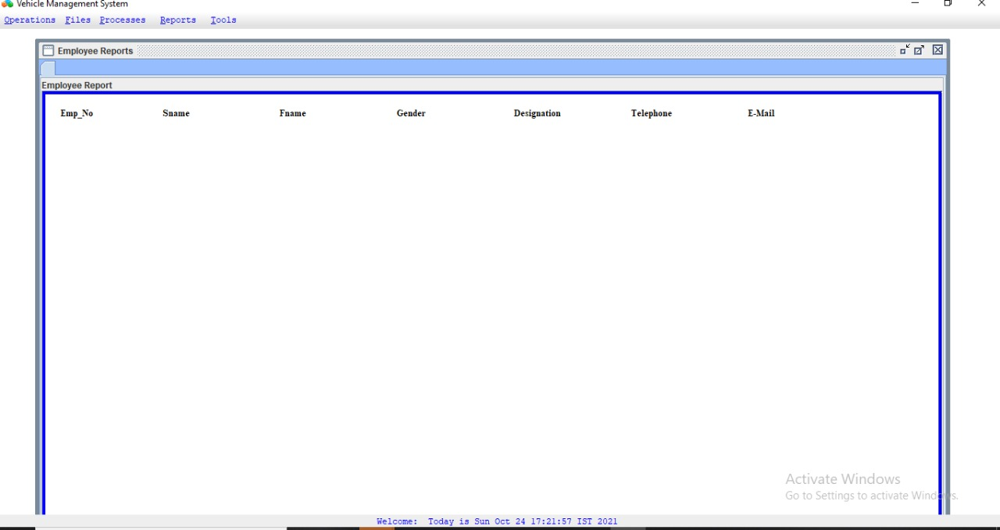 Vehicle Management System
Operations Files Processes Reports Tools
Employee Reports
Employee Report
Emp_No Sname Fname Gender Designation Telephone E-Mail
Activate Windows
Go to Settings to activate Windows.
Welcome: Today is Sun Oct 24 17:21:57 IST 2021